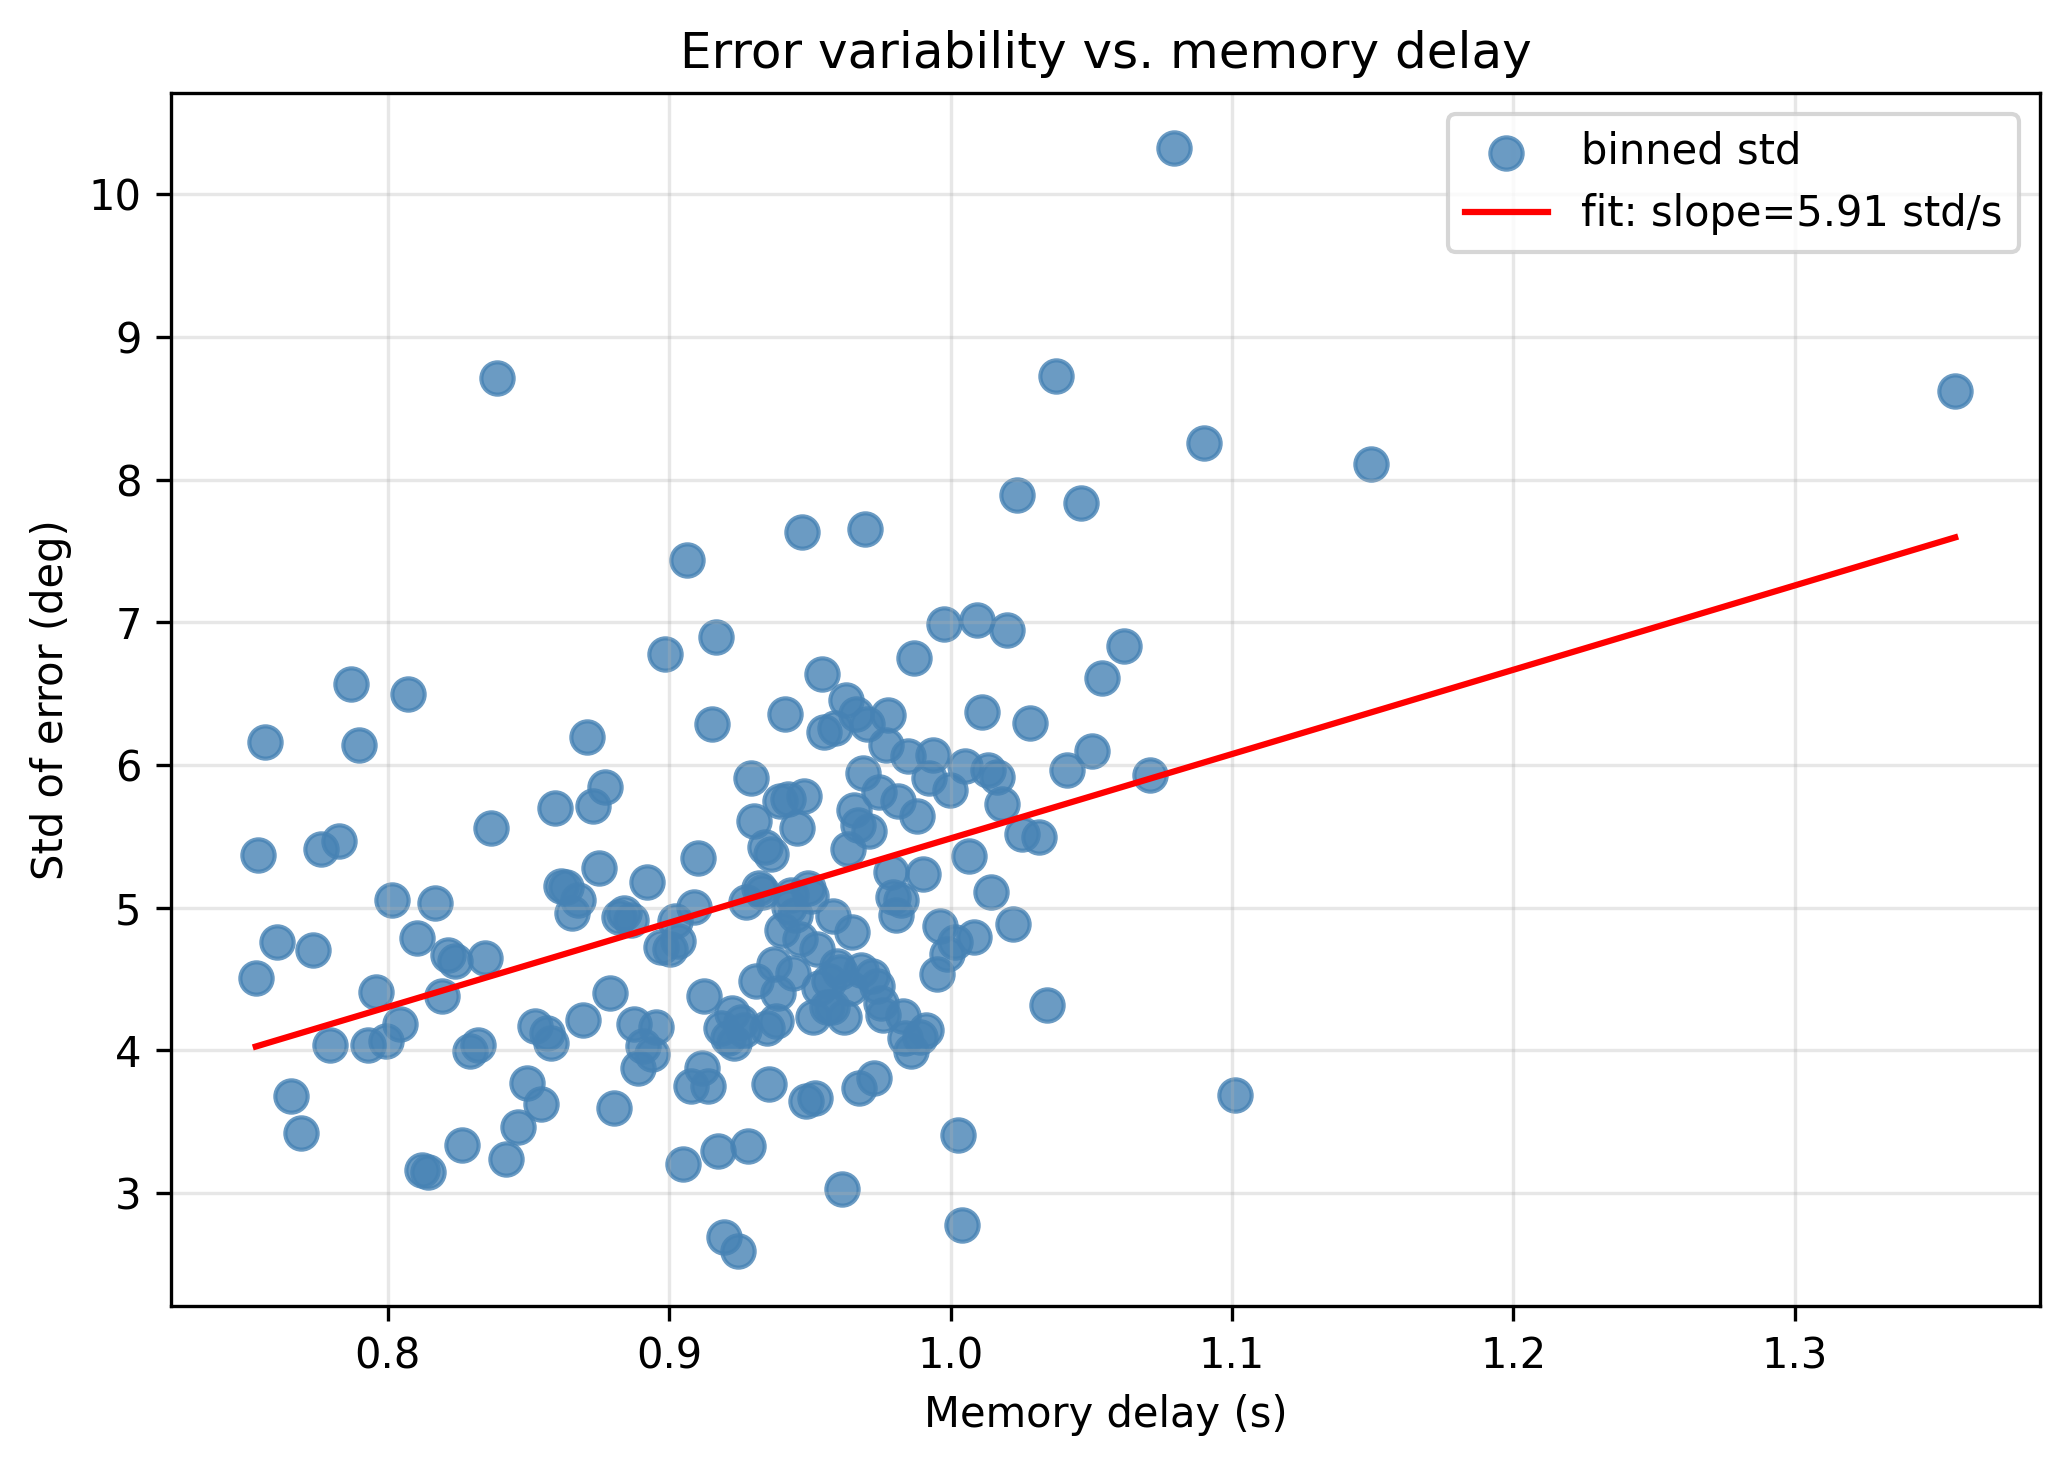 Error variability vs. memory delay
binned std
fit: slope=5.91 std/s
Std of error (deg)
10
9
8
7
6
5
4
3
0.8 0.9 1.0 1.1 1.2 1.3
Memory delay (s)